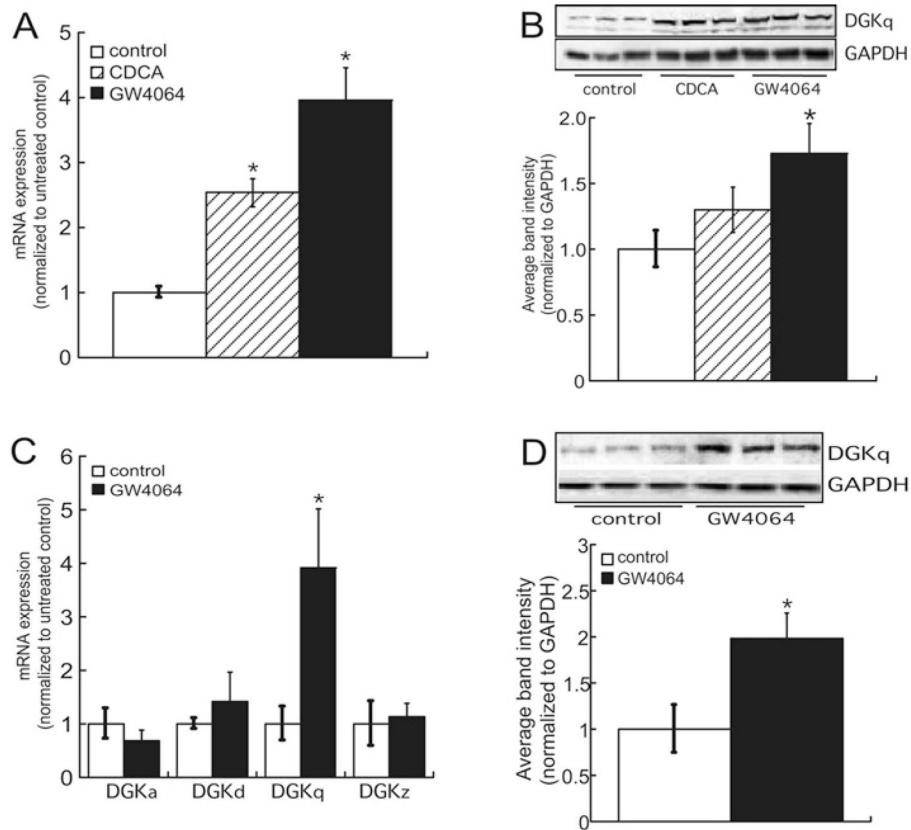 A
control
CDCA
GW4064
mRNA expression
(normalized to untreated control)
5
4
3
2
1
0
*
*
B
DGKq
GAPDH
control CDCA GW4064
Average band intensity
(normalized to GAPDH)
2.0
1.5
1.0
0.5
0
*
C
control
GW4064
mRNA expression
(normalized to untreated control)
6
5
4
3
2
1
0
*
DGKa DGKd DGKq DGKz
D
DGKq
GAPDH
control GW4064
control
GW4064
Average band intensity
(normalized to GAPDH)
3
2.5
2
1.5
1
0.5
0
*